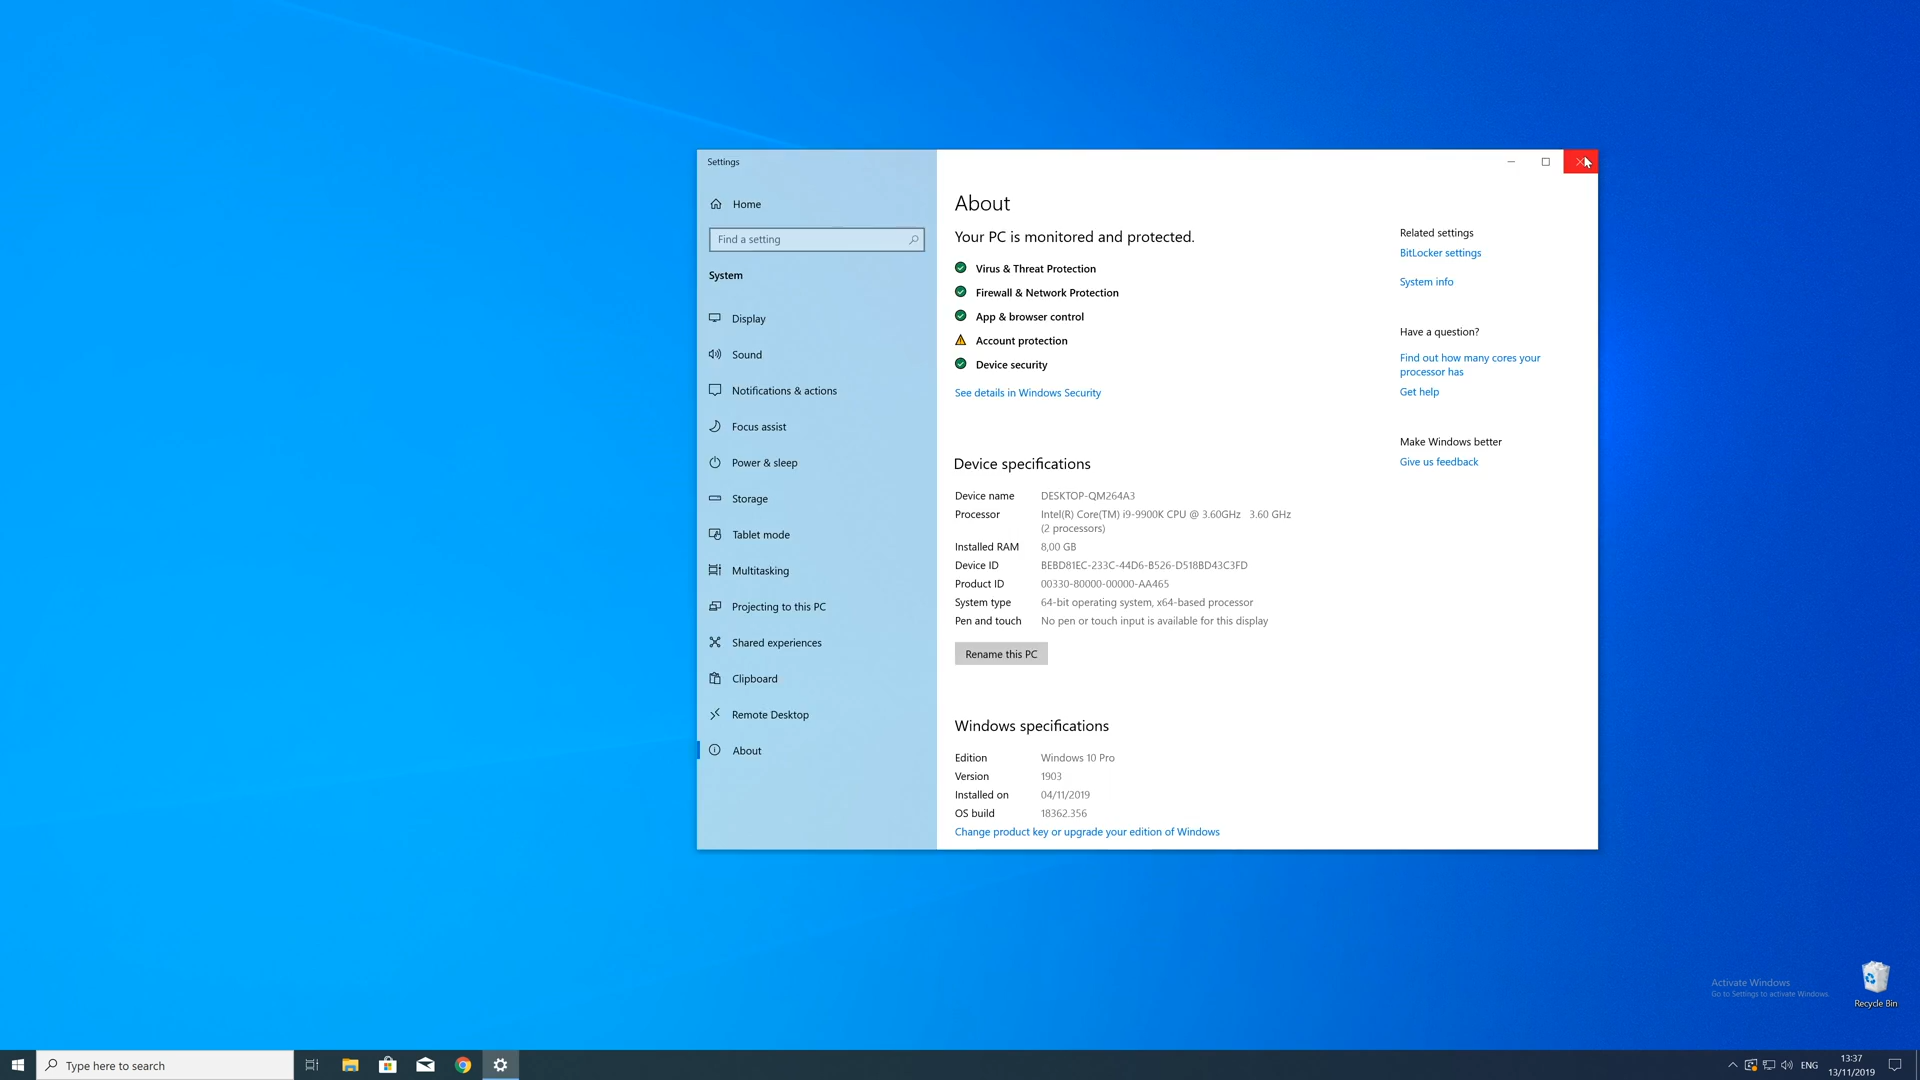 Settings
Home
Find a setting
System
Display
Sound
Notifications & actions
Focus assist
Power & sleep
Storage
Tablet mode
Multitasking
Projecting to this PC
Shared experiences
Clipboard
Remote Desktop
About
About
Your PC is monitored and protected.
Virus & Threat Protection
Firewall & Network Protection
App & browser control
Account protection
Device security
See details in Windows Security
Device specifications
Device name DESKTOP-QM264A3
Processor Intel(R) Core(TM) i9-9900K CPU @ 3.60GHz 3.60 GHz
(2 processors)
Installed RAM 8,00 GB
Device ID BEBD81EC-233C-44D6-B526-D518BD43C3FD
Product ID 00330-80000-00000-AA465
System type 64-bit operating system, x64-based processor
Pen and touch No pen or touch input is available for this display
Rename this PC
Windows specifications
Edition Windows 10 Pro
Version 1903
Installed on 04/11/2019
OS build 18362.356
Change product key or upgrade your edition of Windows
Related settings
BitLocker settings
System info
Have a question?
Find out how many cores your
processor has
Get help
Make Windows better
Give us feedback
Activate Windows
Go to Settings to activate Windows.
Recycle Bin
Type here to search
ENG
13:37
13/11/2019